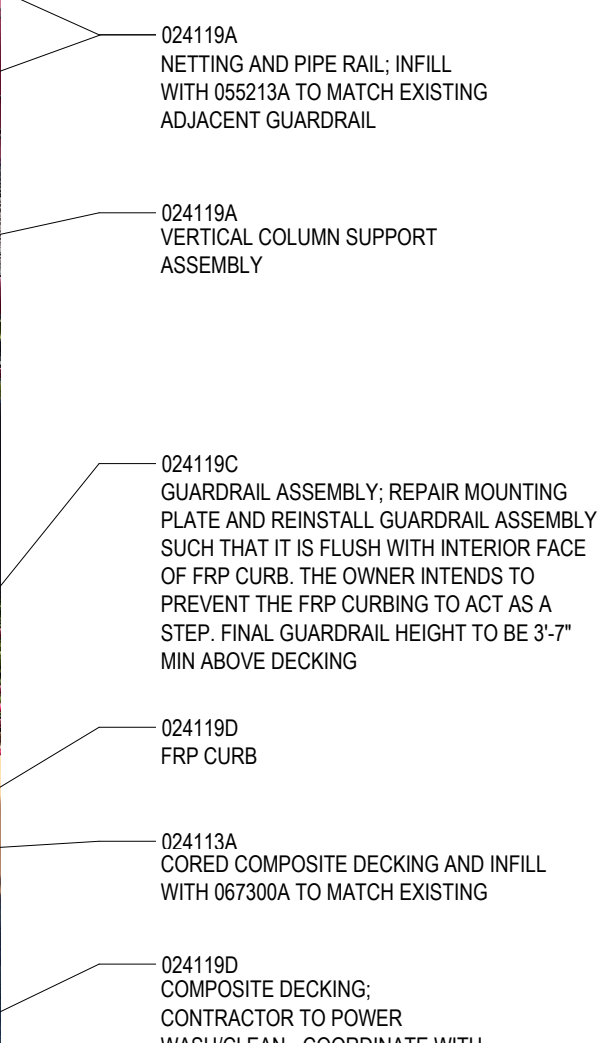 024119A
NETTING AND PIPE RAIL; INFILL
WITH 055213A TO MATCH EXISTING
ADJACENT GUARDRAIL
024119A
VERTICAL COLUMN SUPPORT
ASSEMBLY
024119C
GUARDRAIL ASSEMBLY; REPAIR MOUNTING
PLATE AND REINSTALL GUARDRAIL ASSEMBLY
SUCH THAT IT IS FLUSH WITH INTERIOR FACE
OF FRP CURB. THE OWNER INTENDS TO
PREVENT THE FRP CURBING TO ACT AS A
STEP. FINAL GUARDRAIL HEIGHT TO BE 3'-7"
MIN ABOVE DECKING
024119D
FRP CURB
024113A
CORED COMPOSITE DECKING AND INFILL
WITH 067300A TO MATCH EXISTING
024119D
COMPOSITE DECKING;
CONTRACTOR TO POWER
WASH/CLEAN - COORDINATE WITH